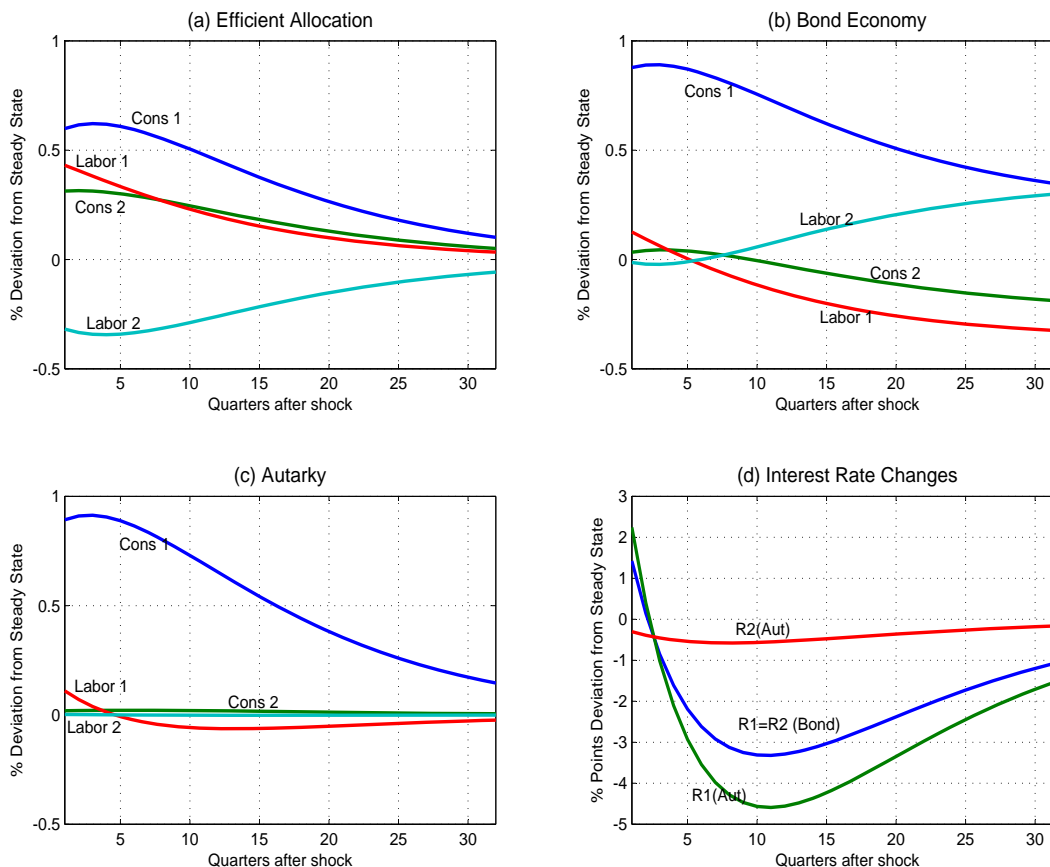 (a) Efficient Allocation
% Deviation from Steady State
1
0.5
0
-0.5
Cons 1
Labor 1
Cons 2
Labor 2
5 10 15 20 25 30
Quarters after shock
(b) Bond Economy
% Deviation from Steady State
1
0.5
0
-0.5
Cons 1
Labor 2
Cons 2
Labor 1
5 10 15 20 25 30
Quarters after shock
(c) Autarky
% Deviation from Steady State
1
0.5
0
-0.5
Cons 1
Labor 1
Cons 2
Labor 2
5 10 15 20 25 30
Quarters after shock
(d) Interest Rate Changes
% Points Deviation from Steady State
3
2
1
0
-1
-2
-3
-4
-5
R2(Aut)
R1=R2 (Bond)
R1(Aut)
5 10 15 20 25 30
Quarters after shock